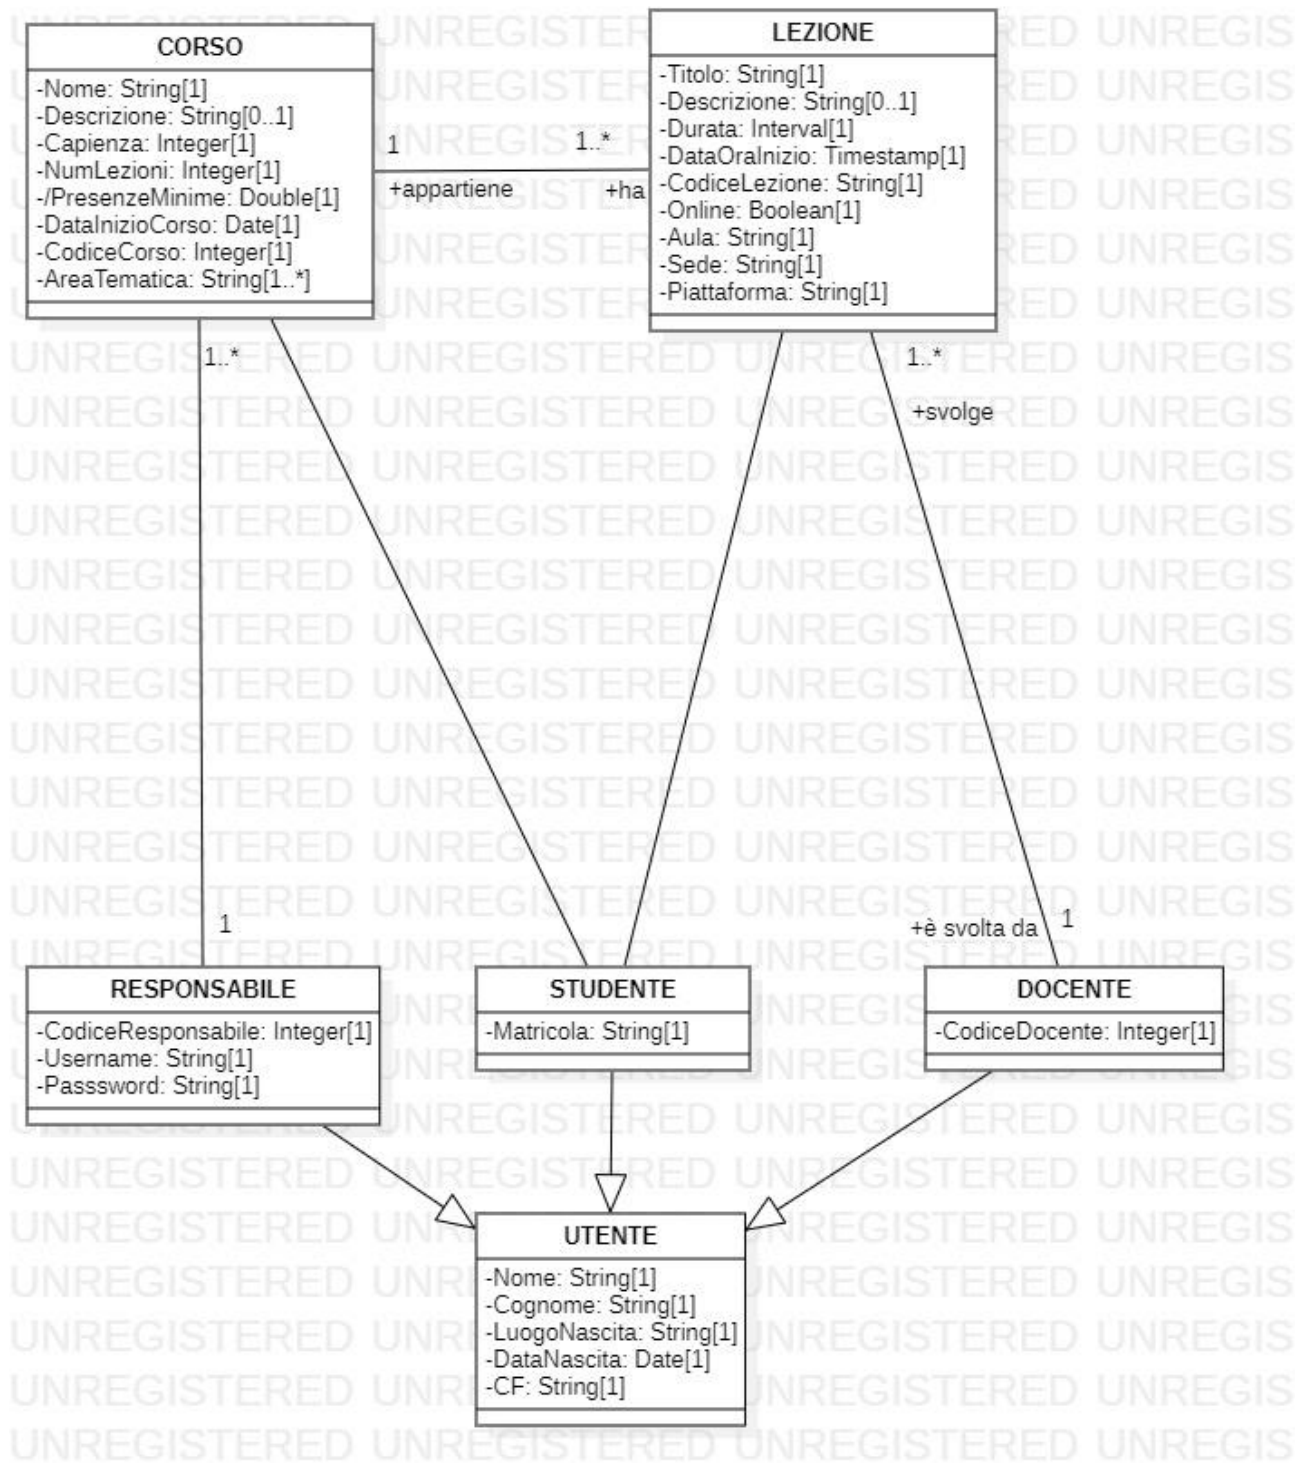 CORSO
-Nome: String[1]
-Descrizione: String[0..1]
-Capienza: Integer[1]
-NumLezioni: Integer[1]
-/PresenzeMinime: Double[1]
-DataInizioCorso: Date[1]
-CodiceCorso: Integer[1]
-AreaTematica: String[1..*]
LEZIONE
-Titolo: String[1]
-Descrizione: String[0..1]
-Durata: Interval[1]
-DataOraInizio: Timestamp[1]
-CodiceLezione: String[1]
-Online: Boolean[1]
-Aula: String[1]
-Sede: String[1]
-Piattaforma: String[1]
1
1..*
+appartiene
+ha
1..*
1..*
+svolge
1
+è svolta da
1
RESPONSABILE
-CodiceResponsabile: Integer[1]
-Username: String[1]
-Passsword: String[1]
STUDENTE
-Matricola: String[1]
DOCENTE
-CodiceDocente: Integer[1]
UTENTE
-Nome: String[1]
-Cognome: String[1]
-LuogoNascita: String[1]
-DataNascita: Date[1]
-CF: String[1]
UNREGISTERED